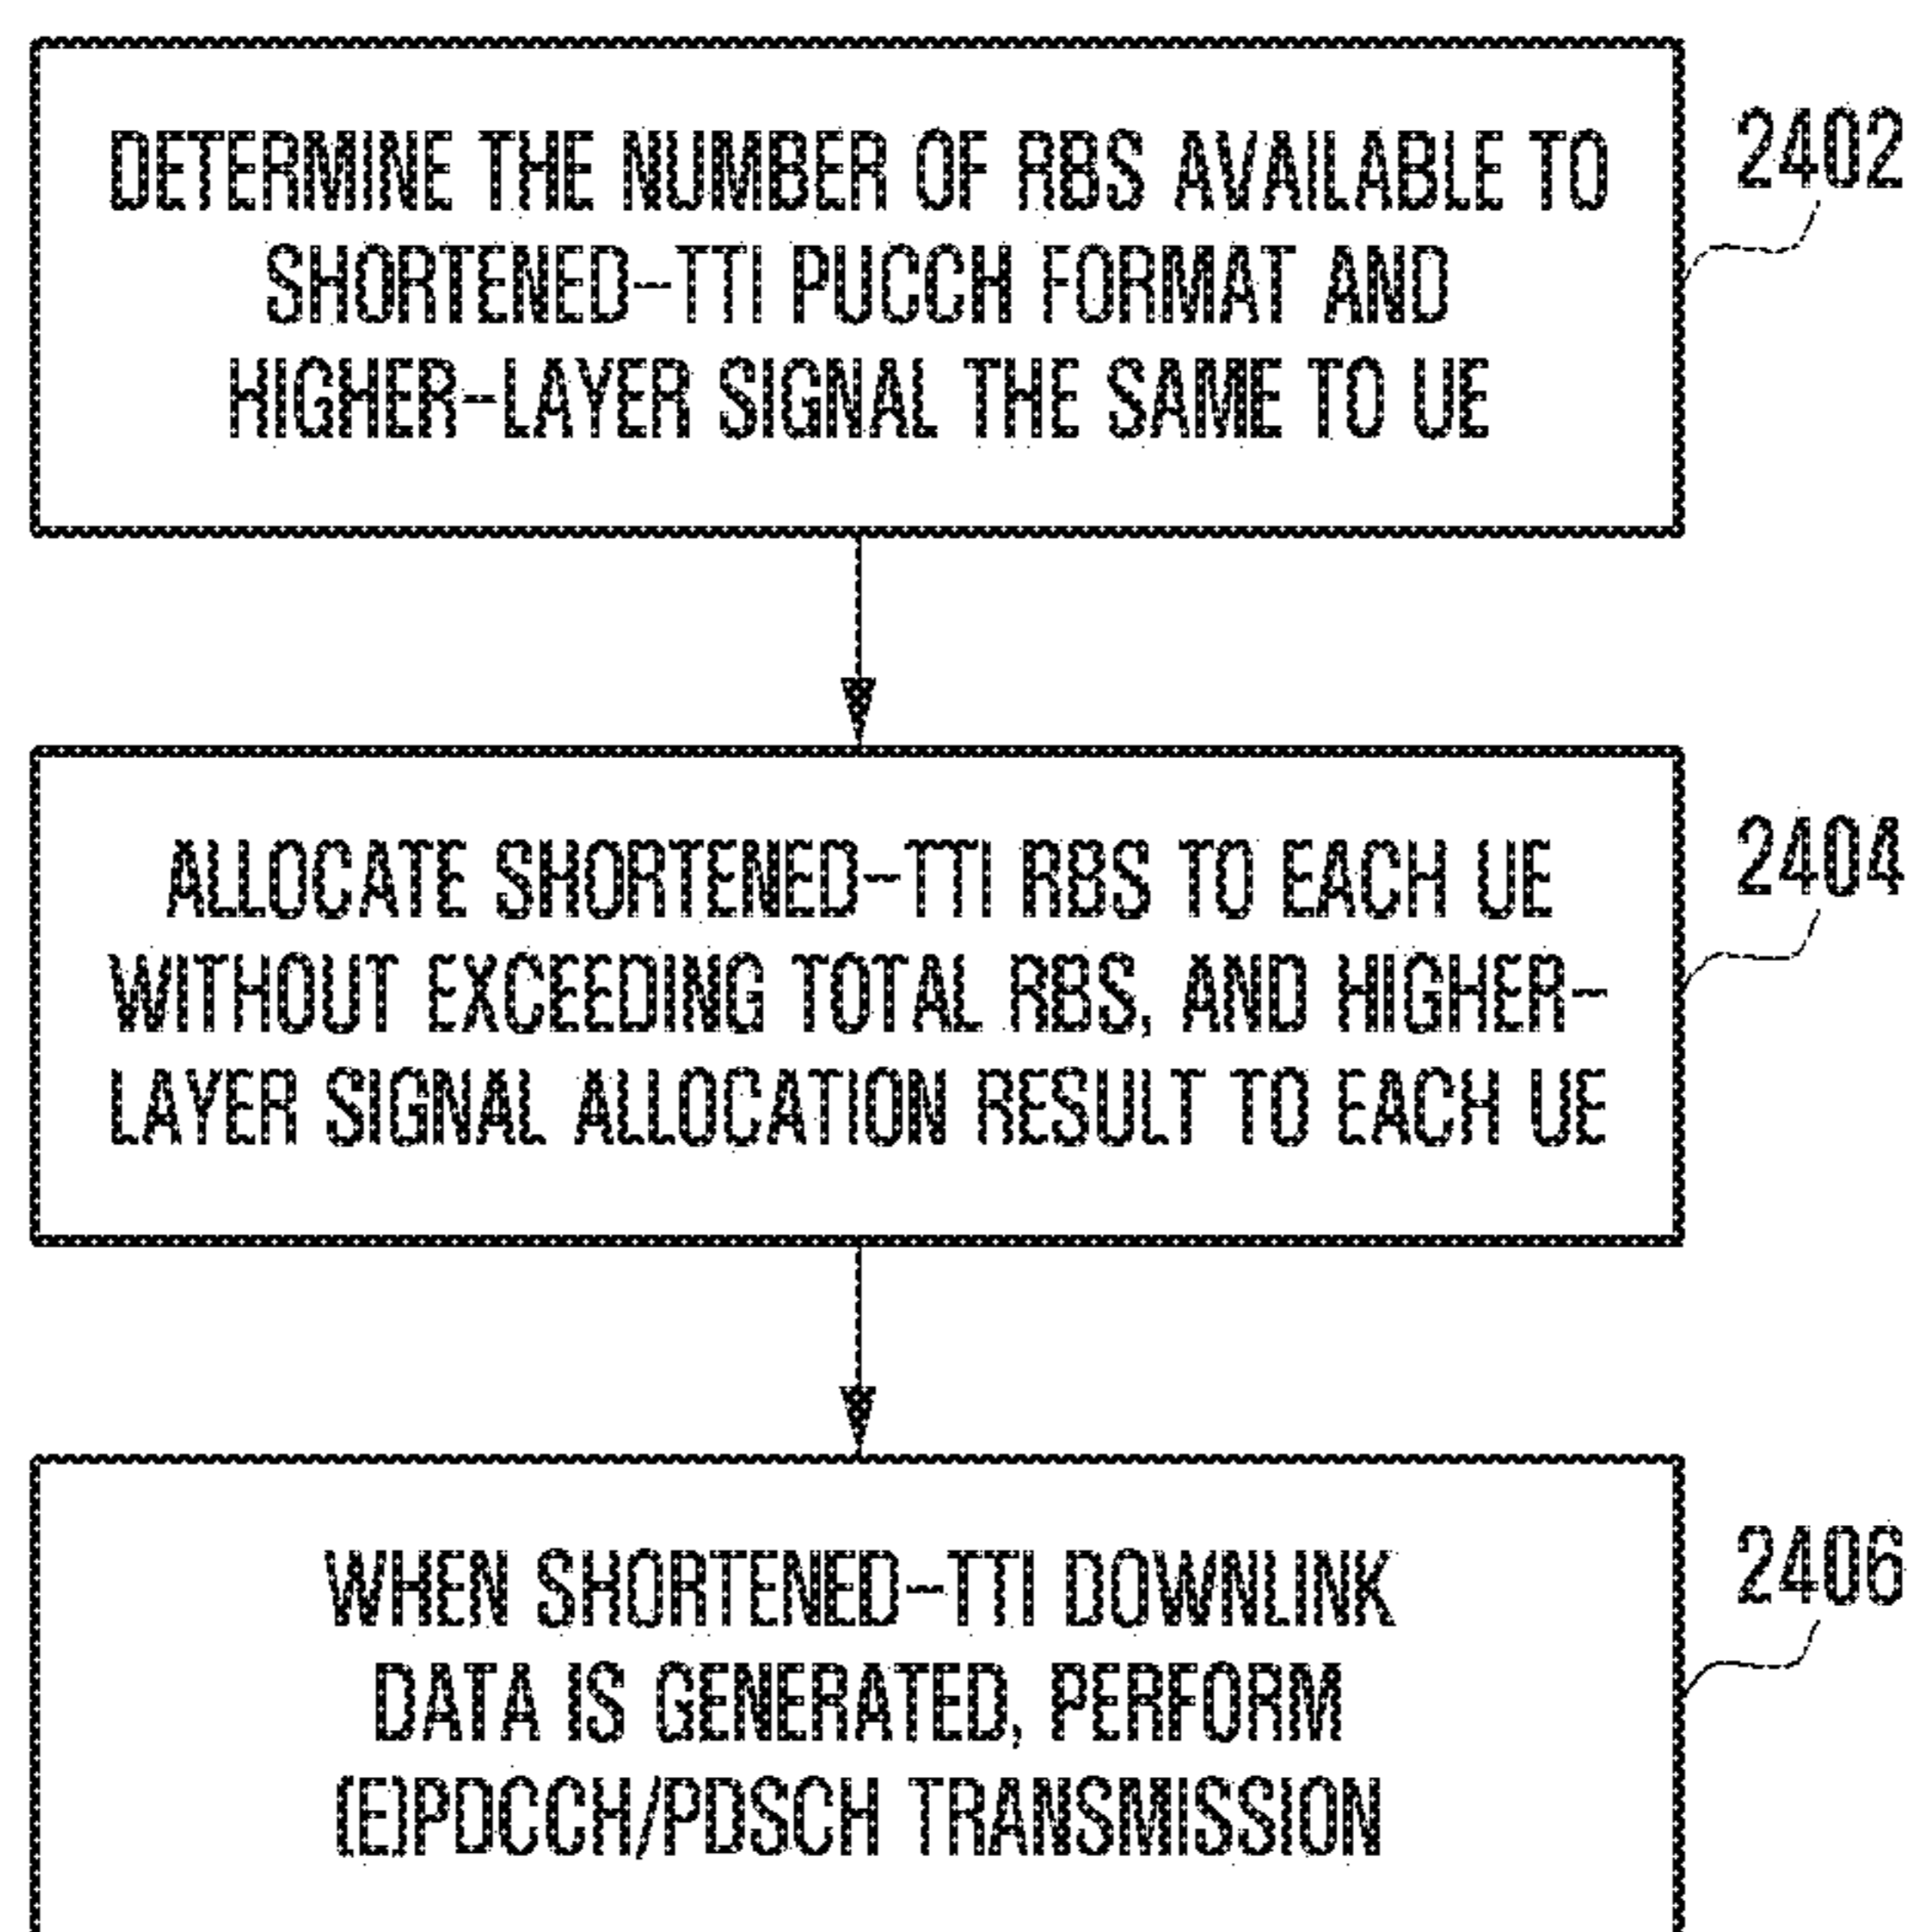 DETERMINE THE NUMBER OF RBS AVAILABLE TO
SHORTENED-TTI PUCCH FORMAT AND
HIGHER-LAYER SIGNAL THE SAME TO UE
2402
ALLOCATE SHORTENED-TTI RBS TO EACH UE
WITHOUT EXCEEDING TOTAL RBS, AND HIGHER-
LAYER SIGNAL ALLOCATION RESULT TO EACH UE
2404
WHEN SHORTENED-TTI DOWNLINK
DATA IS GENERATED, PERFORM
(E)PDCCH/PDSCH TRANSMISSION
2406